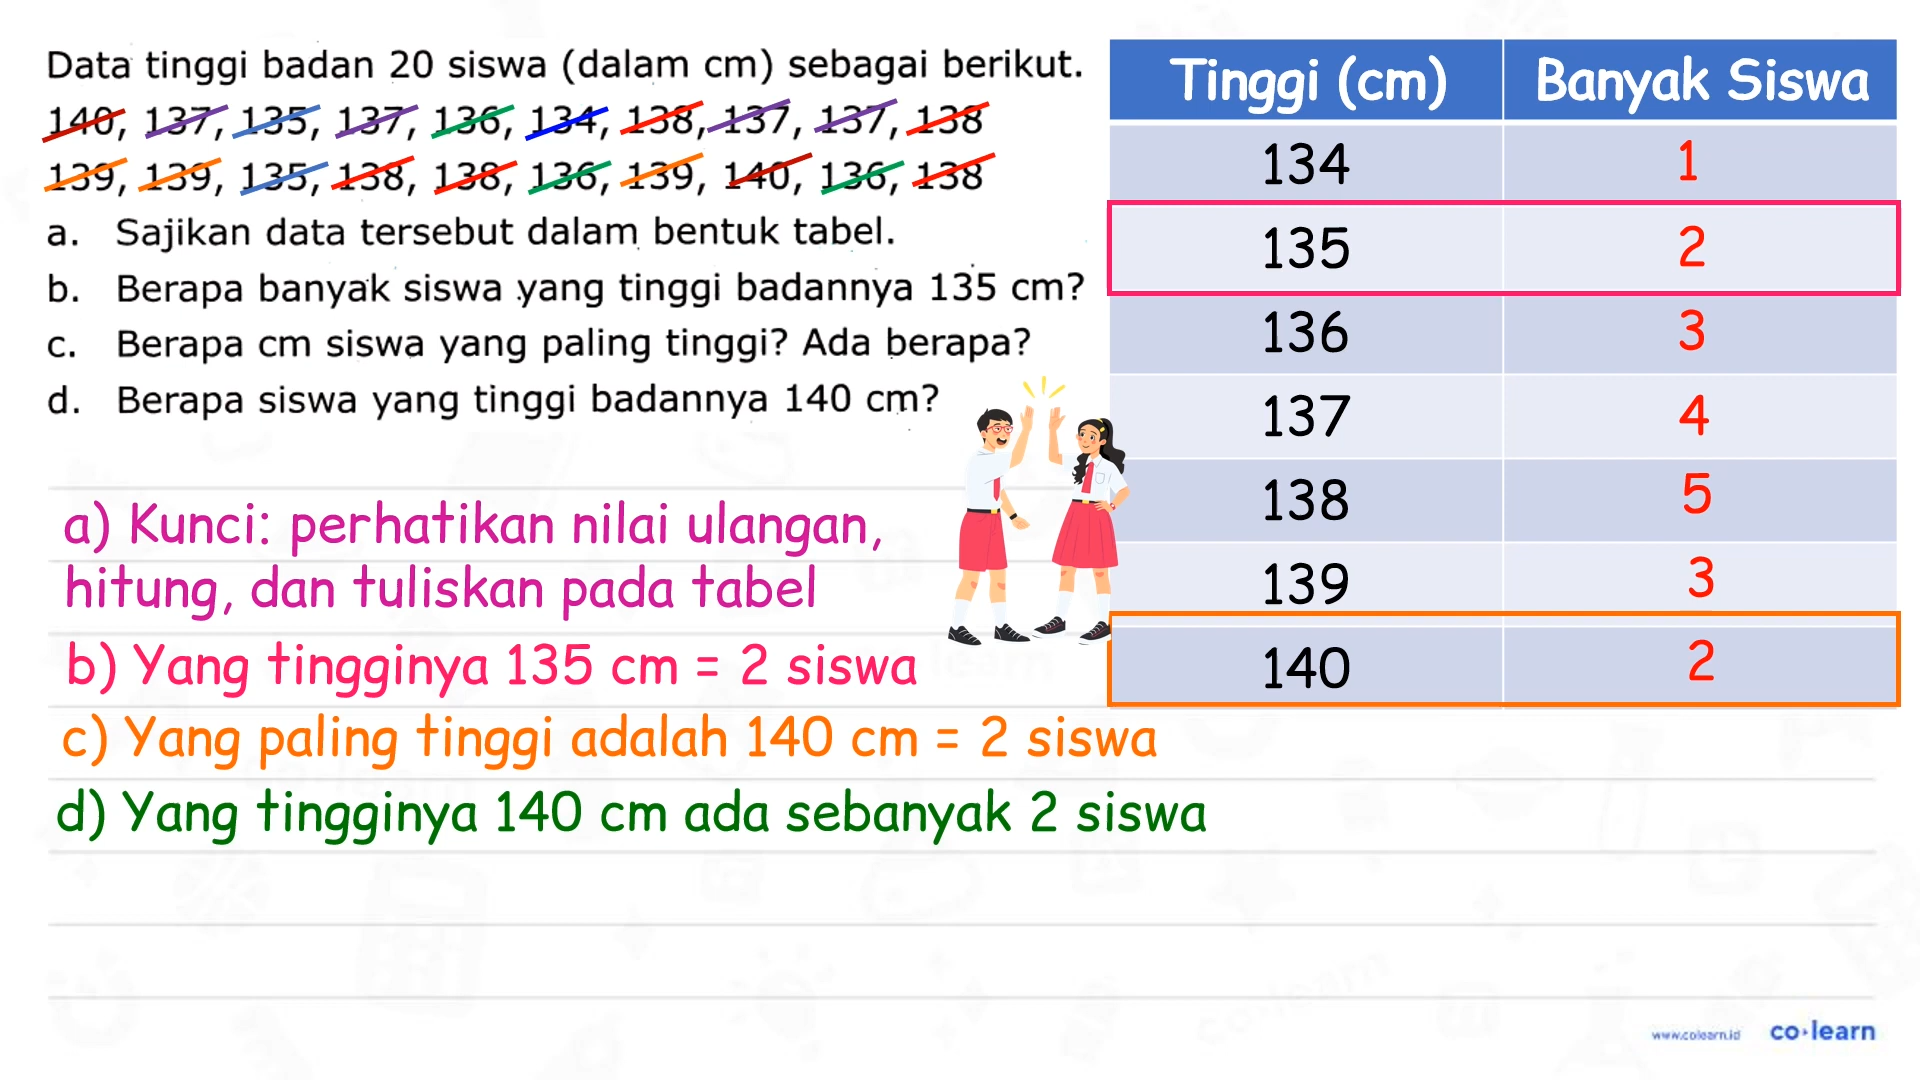 Data tinggi badan 20 siswa (dalam cm) sebagai berikut.
140, 137, 135, 137, 136, 134, 138, 137, 137, 138
139, 139, 135, 138, 138, 136, 139, 140, 136, 138
a. Sajikan data tersebut dalam bentuk tabel.
b. Berapa banyak siswa yang tinggi badannya 135 cm?
c. Berapa cm siswa yang paling tinggi? Ada berapa?
d. Berapa siswa yang tinggi badannya 140 cm?
a) Kunci: perhatikan nilai ulangan,
hitung, dan tuliskan pada tabel
b) Yang tingginya 135 cm = 2 siswa
c) Yang paling tinggi adalah 140 cm = 2 siswa
d) Yang tingginya 140 cm ada sebanyak 2 siswa
Tinggi (cm) Banyak Siswa
134 1
135 2
136 3
137 4
138 5
139 3
140 2
www.colearn.id co·learn